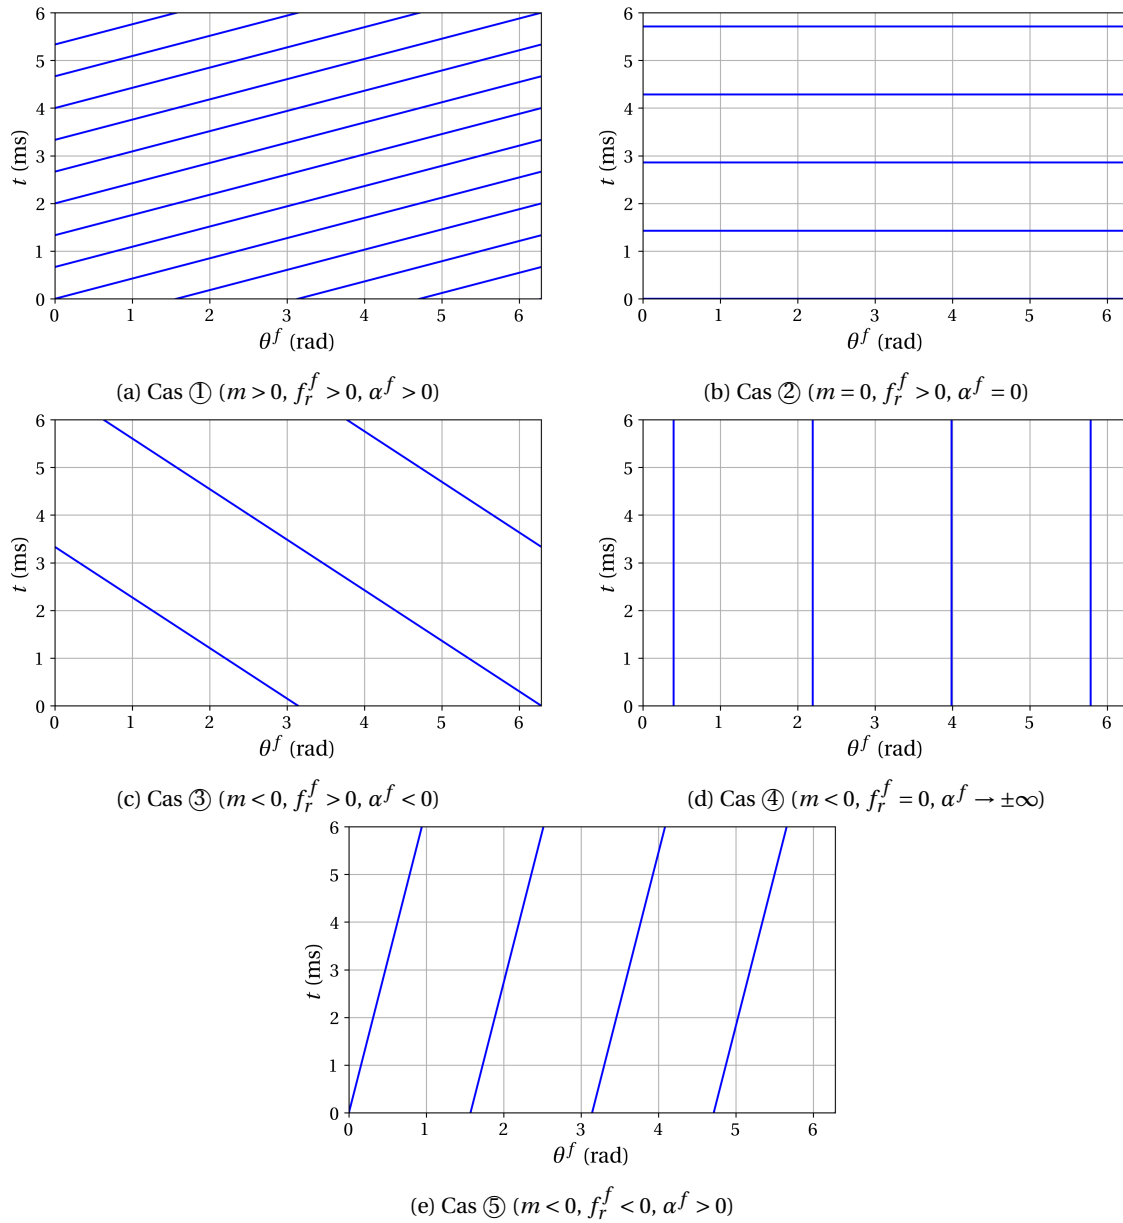 6
5
4
3
2
1
0
t (ms)
0 1 2 3 4 5 6
θ^f (rad)
(a) Cas ① (m > 0, f_r^f > 0, α^f > 0)
6
5
4
3
2
1
0
t (ms)
0 1 2 3 4 5 6
θ^f (rad)
(b) Cas ② (m = 0, f_r^f > 0, α^f = 0)
6
5
4
3
2
1
0
t (ms)
0 1 2 3 4 5 6
θ^f (rad)
(c) Cas ③ (m < 0, f_r^f > 0, α^f < 0)
6
5
4
3
2
1
0
t (ms)
0 1 2 3 4 5 6
θ^f (rad)
(d) Cas ④ (m < 0, f_r^f = 0, α^f → ±∞)
6
5
4
3
2
1
0
t (ms)
0 1 2 3 4 5 6
θ^f (rad)
(e) Cas ⑤ (m < 0, f_r^f < 0, α^f > 0)